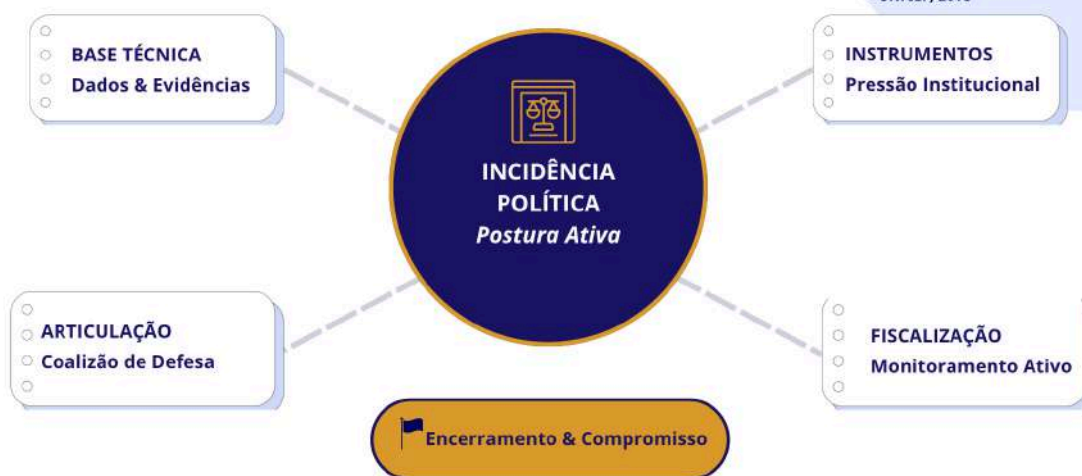 BASE TÉCNICA
Dados & Evidências
INSTRUMENTOS
Pressão Institucional
INCIDÊNCIA
POLÍTICA
Postura Ativa
ARTICULAÇÃO
Coalizão de Defesa
FISCALIZAÇÃO
Monitoramento Ativo
Encerramento & Compromisso